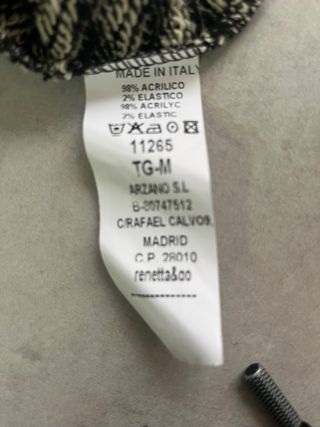 MADE IN ITALY
98% ACRILICO
2% ELASTICO
98% ACRILYC
2% ELASTIC
11265
TG-M
ARZANO S.L
B-80747512
C/RAFAEL CALVO
MADRID
C.P. 28010
renetta&co